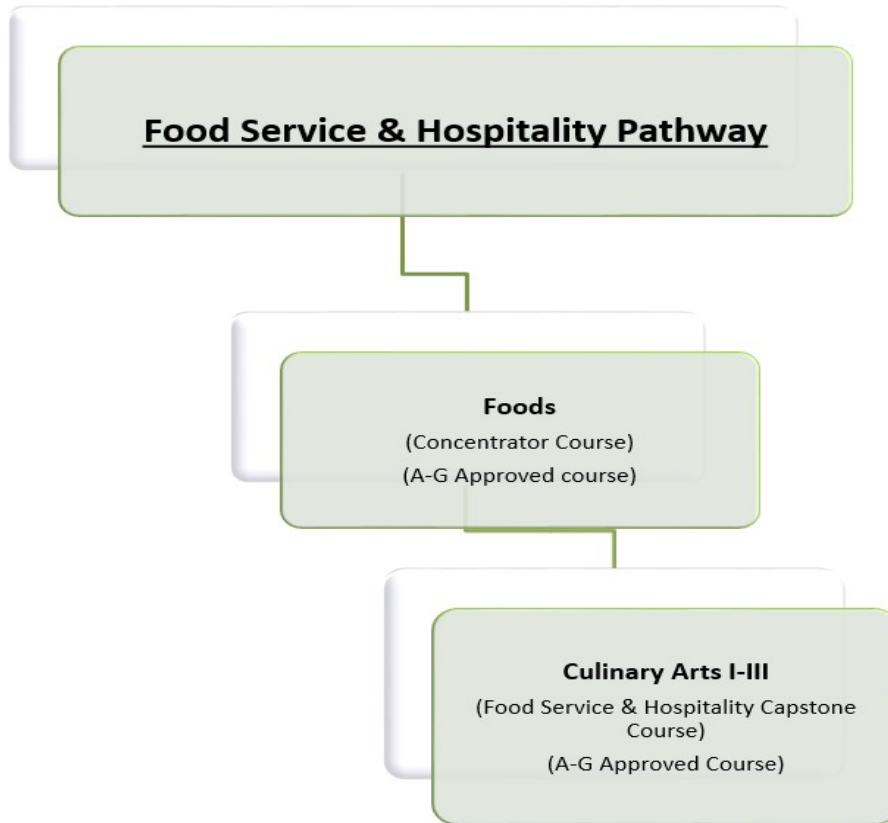 Food Service & Hospitality Pathway
Foods
(Concentrator Course)
(A-G Approved course)
Culinary Arts I-III
(Food Service & Hospitality Capstone
Course)
(A-G Approved Course)